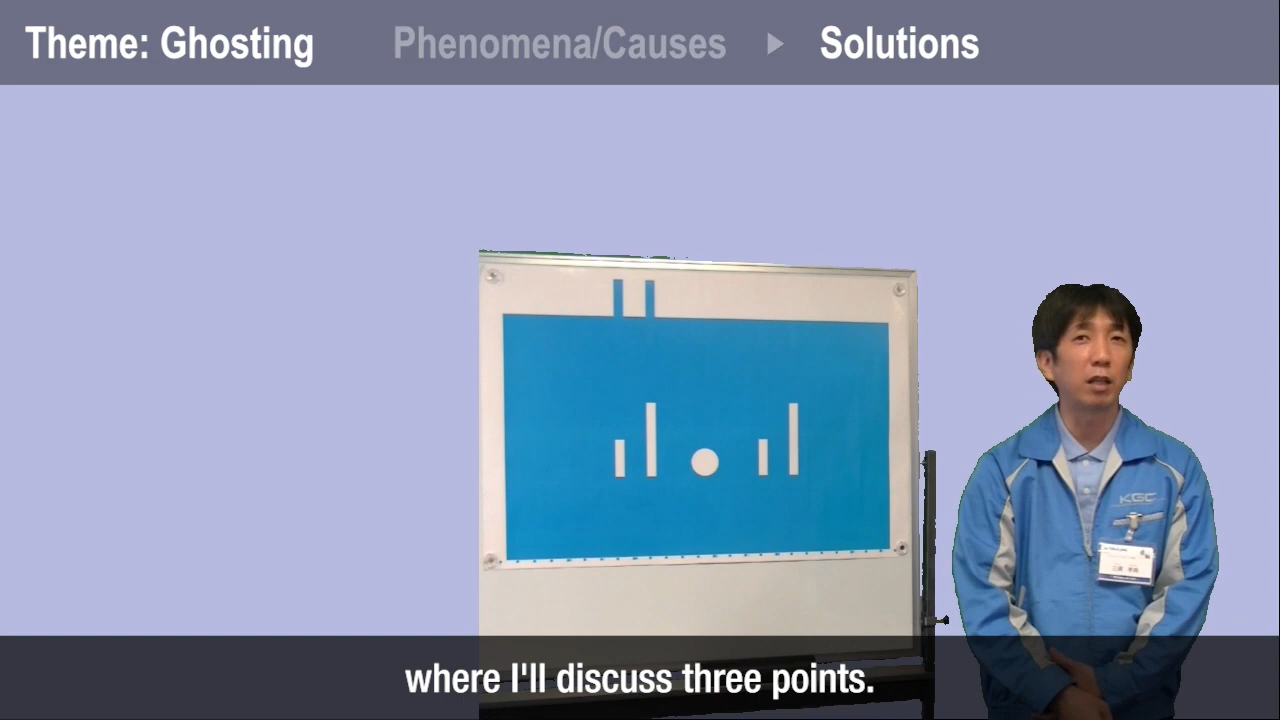 Theme: Ghosting
Phenomena/Causes ▶ Solutions
KGC
where I'll discuss three points.